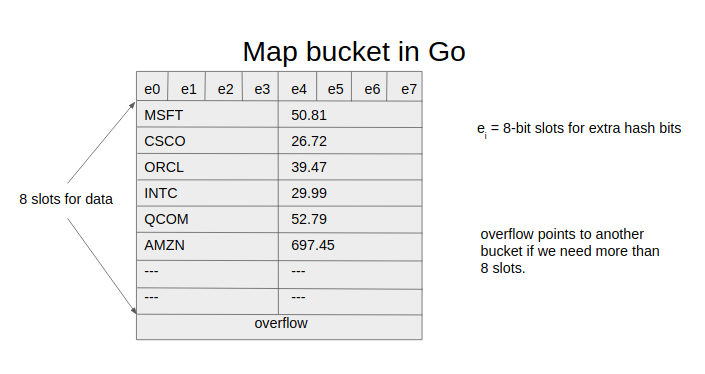 Map bucket in Go
e0 e1 e2 e3 e4 e5 e6 e7
MSFT 50.81
CSCO 26.72
ORCL 39.47
INTC 29.99
QCOM 52.79
AMZN 697.45
--- ---
--- ---
overflow
8 slots for data
ei = 8-bit slots for extra hash bits
overflow points to another
bucket if we need more than
8 slots.